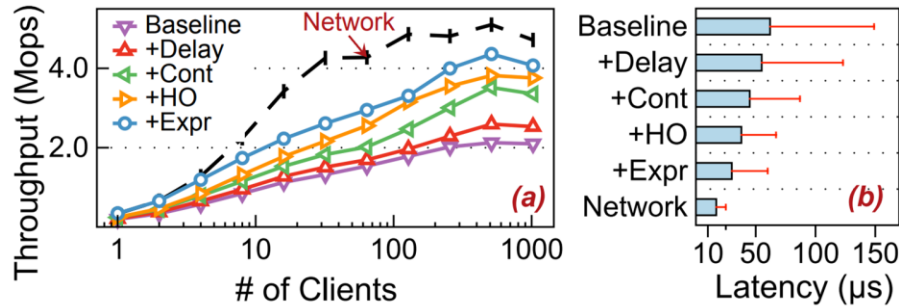 Throughput (Mops)
4.0
2.0
Baseline
+Delay
+Cont
+HO
+Expr
Network
(a)
1
10
100
1000
# of Clients
Baseline
+Delay
+Cont
+HO
+Expr
Network
(b)
10
50
100
150
Latency (μs)